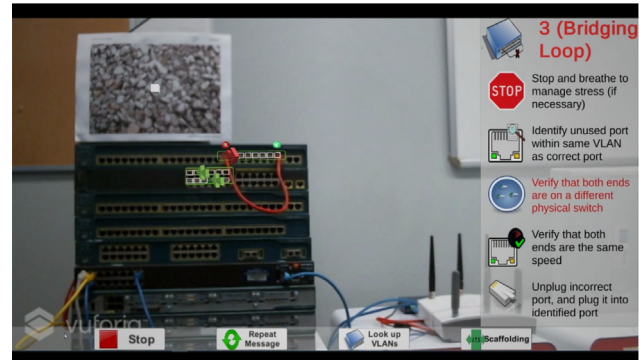 3 (Bridging
Loop)
STOP
Stop and breathe to
manage stress (if
necessary)
Identify unused port
within same VLAN
as correct port
Verify that both ends
are on a different
physical switch
Verify that both
ends are the same
speed
Unplug incorrect
port, and plug it into
identified port
vuforia
Stop
Repeat
Message
Look up
VLANs
Scaffolding